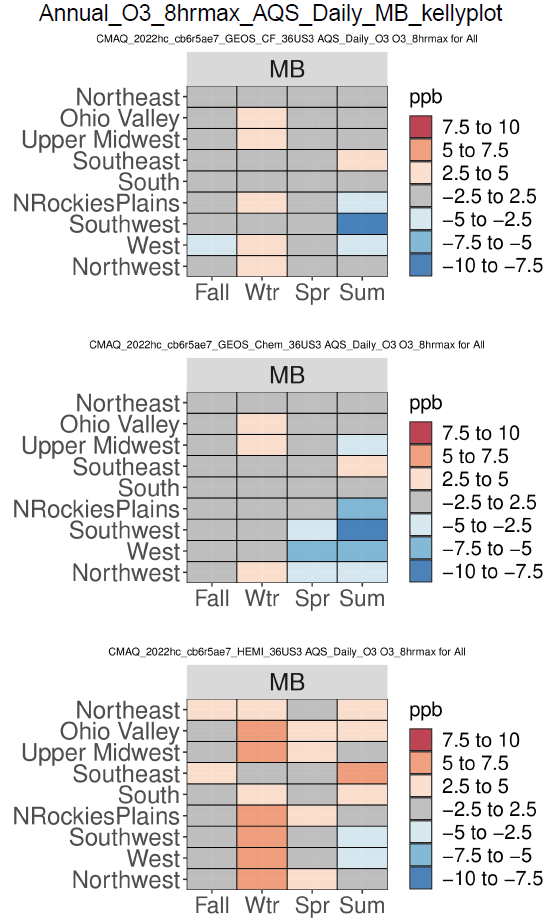 Annual_O3_8hrmax_AQS_Daily_MB_kellyplot
CMAQ_2022hc_cb6r5ae7_GEOS_CF_36US3 AQS_Daily_O3 O3_8hrmax for All
MB
Northeast
Ohio Valley
Upper Midwest
Southeast
South
NRockiesPlains
Southwest
West
Northwest
Fall Wtr Spr Sum
ppb
7.5 to 10
5 to 7.5
2.5 to 5
−2.5 to 2.5
−5 to −2.5
−7.5 to −5
−10 to −7.5
CMAQ_2022hc_cb6r5ae7_GEOS_Chem_36US3 AQS_Daily_O3 O3_8hrmax for All
MB
Northeast
Ohio Valley
Upper Midwest
Southeast
South
NRockiesPlains
Southwest
West
Northwest
Fall Wtr Spr Sum
ppb
7.5 to 10
5 to 7.5
2.5 to 5
−2.5 to 2.5
−5 to −2.5
−7.5 to −5
−10 to −7.5
CMAQ_2022hc_cb6r5ae7_HEMI_36US3 AQS_Daily_O3 O3_8hrmax for All
MB
Northeast
Ohio Valley
Upper Midwest
Southeast
South
NRockiesPlains
Southwest
West
Northwest
Fall Wtr Spr Sum
ppb
7.5 to 10
5 to 7.5
2.5 to 5
−2.5 to 2.5
−5 to −2.5
−7.5 to −5
−10 to −7.5